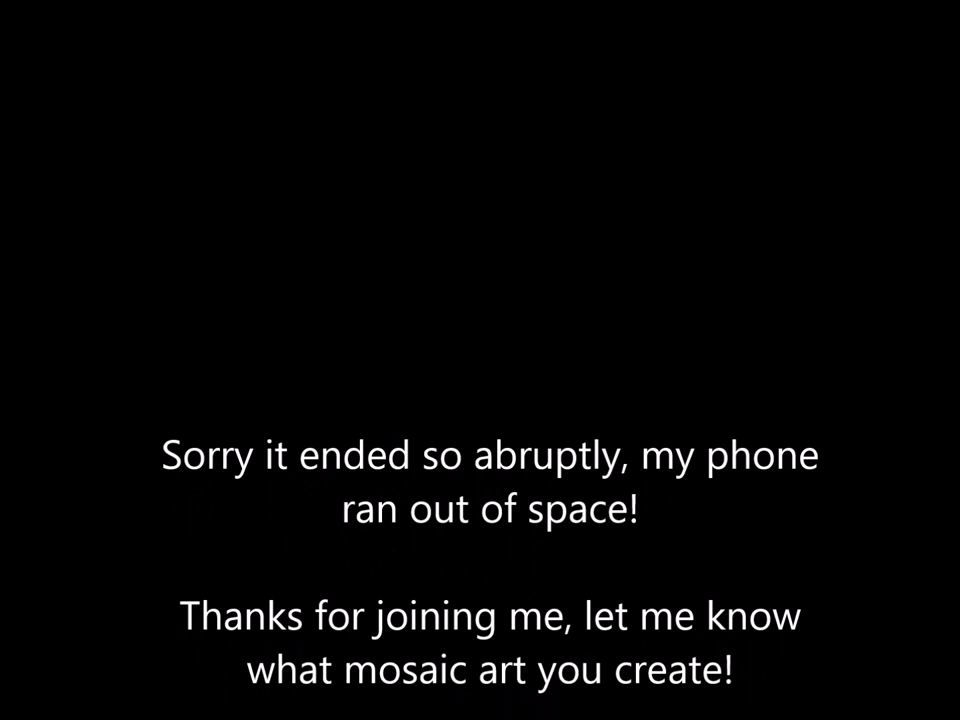 Sorry it ended so abruptly, my phone
ran out of space!
Thanks for joining me, let me know
what mosaic art you create!